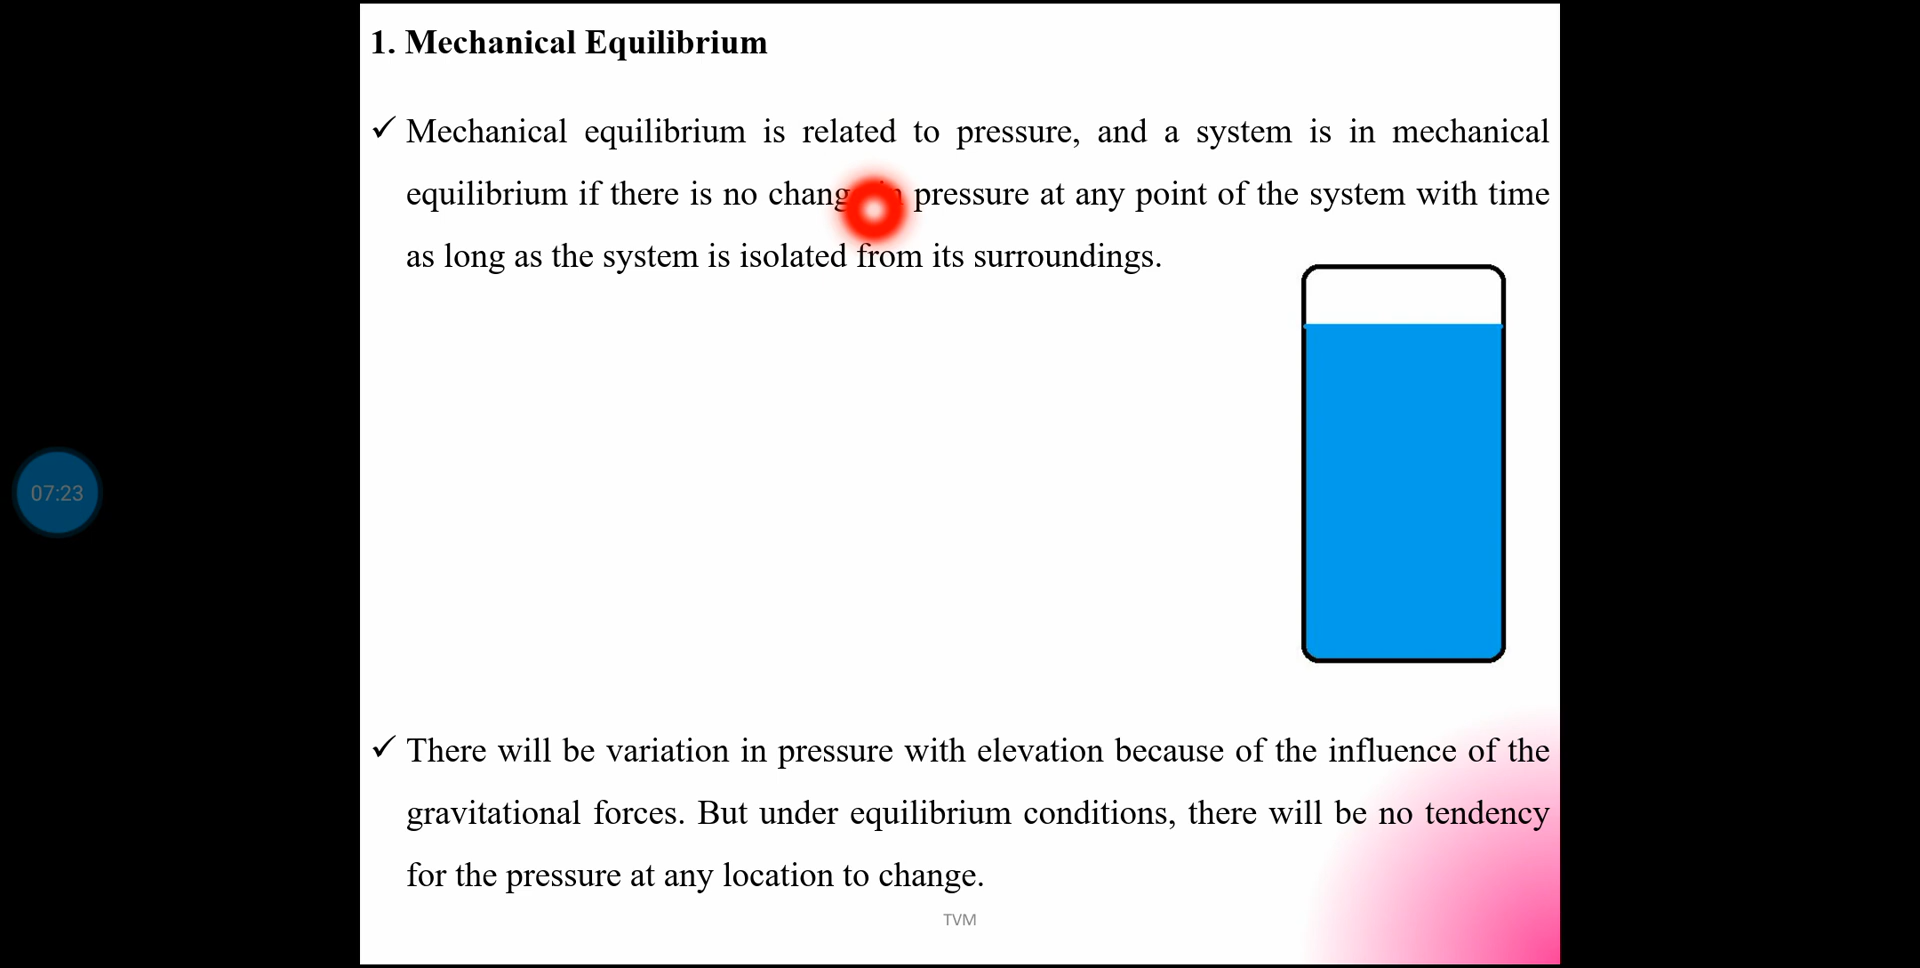 1. Mechanical Equilibrium
✓ Mechanical equilibrium is related to pressure, and a system is in mechanical
equilibrium if there is no change in pressure at any point of the system with time
as long as the system is isolated from its surroundings.
07:23
✓ There will be variation in pressure with elevation because of the influence of the
gravitational forces. But under equilibrium conditions, there will be no tendency
for the pressure at any location to change.
TVM